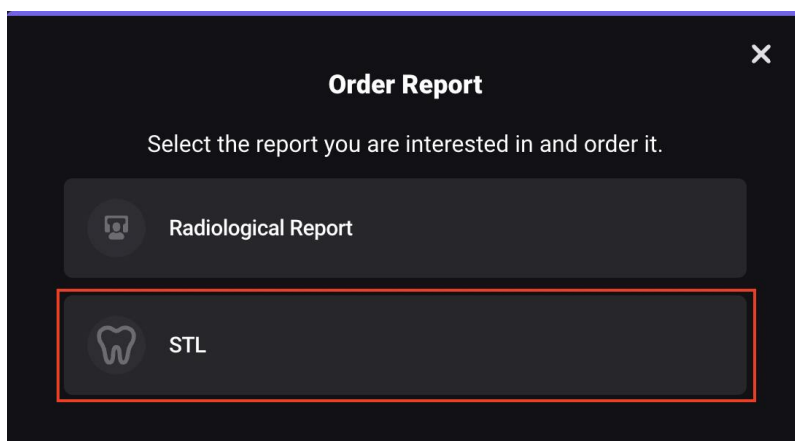 Order Report
Select the report you are interested in and order it.
Radiological Report
STL